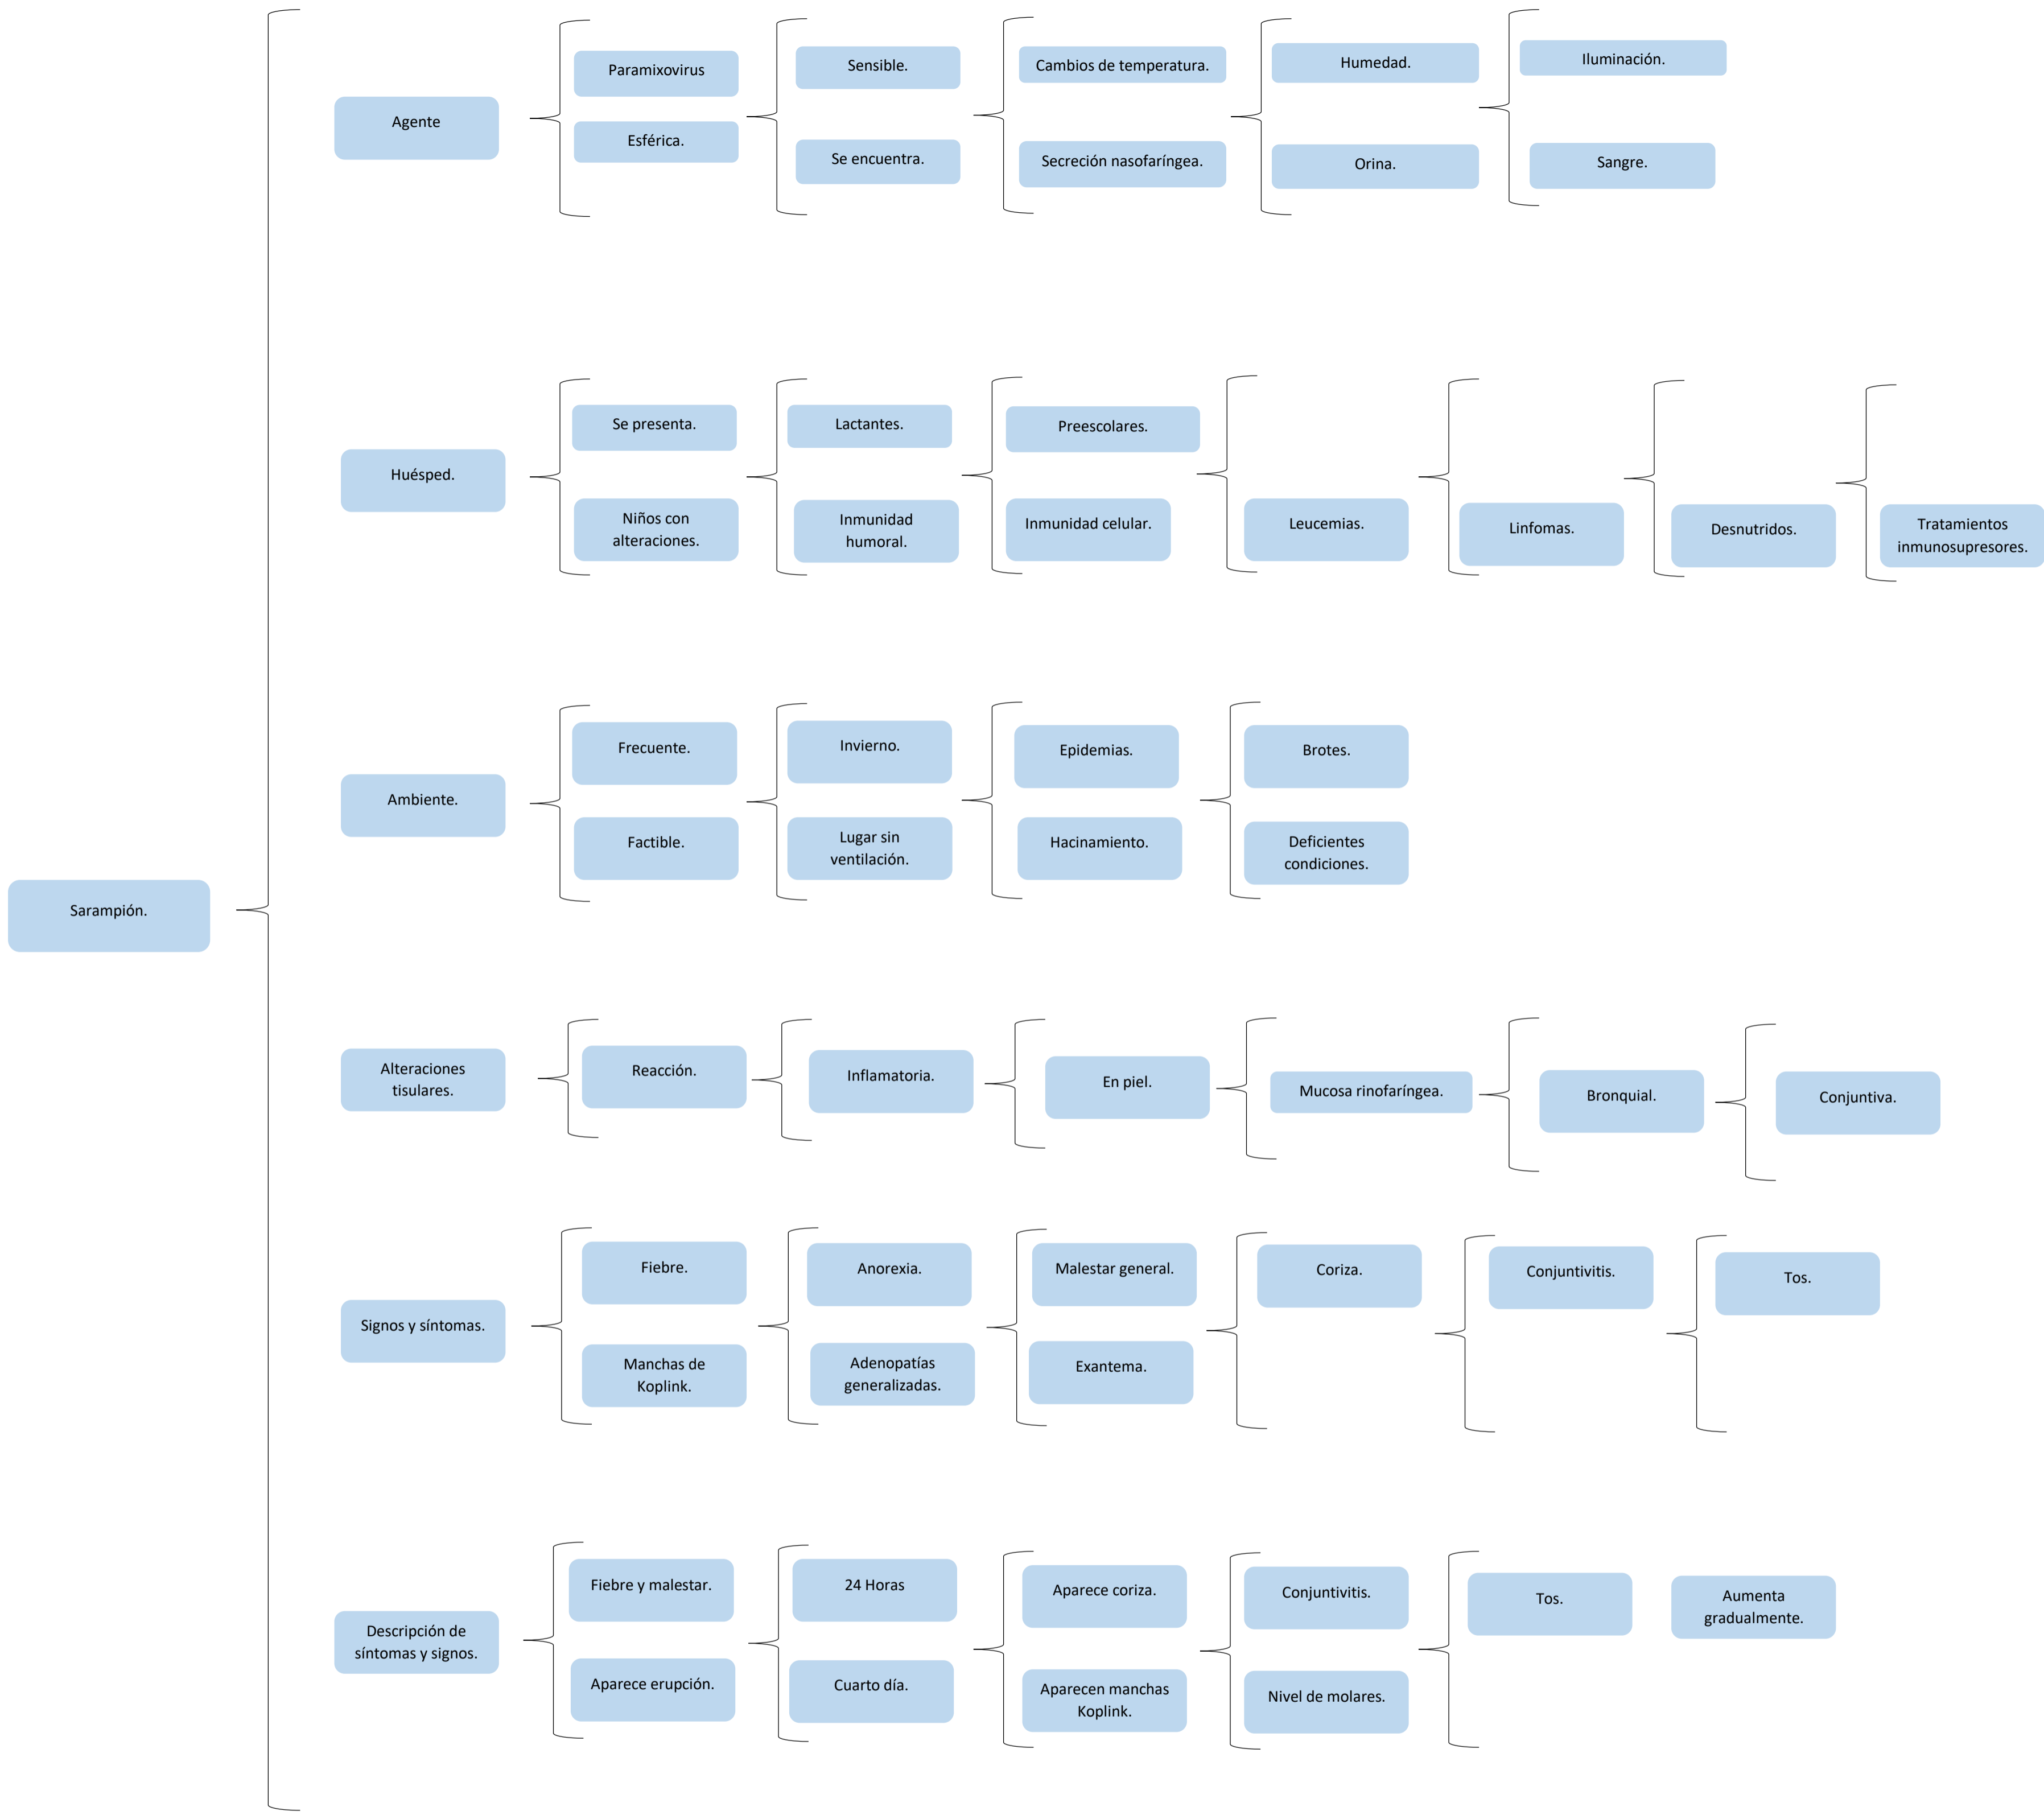 Sarampión.
Agente
Paramixovirus
Sensible.
Cambios de temperatura.
Humedad.
Iluminación.
Esférica.
Se encuentra.
Secreción nasofaríngea.
Orina.
Sangre.
Huésped.
Se presenta.
Lactantes.
Preescolares.
Niños con
alteraciones.
Inmunidad
humoral.
Inmunidad celular.
Leucemias.
Linfomas.
Desnutridos.
Tratamientos
inmunosupresores.
Ambiente.
Frecuente.
Invierno.
Epidemias.
Brotes.
Factible.
Lugar sin
ventilación.
Hacinamiento.
Deficientes
condiciones.
Alteraciones
tisulares.
Reacción.
Inflamatoria.
En piel.
Mucosa rinofaríngea.
Bronquial.
Conjuntiva.
Signos y síntomas.
Fiebre.
Anorexia.
Malestar general.
Coriza.
Conjuntivitis.
Tos.
Manchas de
Koplink.
Adenopatías
generalizadas.
Exantema.
Descripción de
síntomas y signos.
Fiebre y malestar.
24 Horas
Aparece coriza.
Conjuntivitis.
Tos.
Aumenta
gradualmente.
Aparece erupción.
Cuarto día.
Aparecen manchas
Koplink.
Nivel de molares.